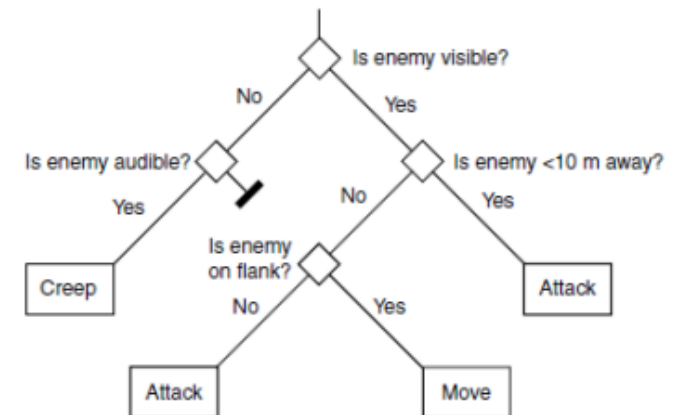 Is enemy visible?
No
Yes
Is enemy audible?
Is enemy <10 m away?
Yes
No
Yes
Is enemy
on flank?
Creep
Attack
No
Yes
Attack
Move